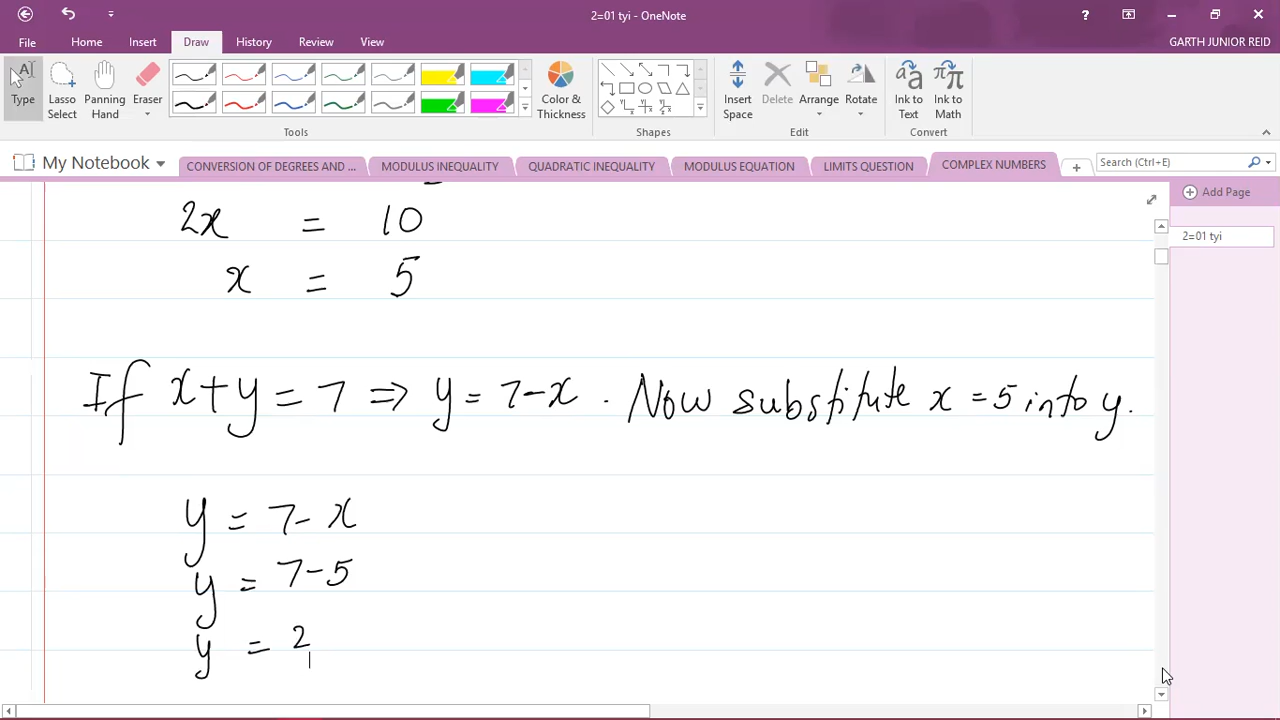 2=01 tyi - OneNote
?
GARTH JUNIOR REID
File Home Insert Draw History Review View
Type
Lasso Select
Panning Hand
Eraser
Color & Thickness
Insert Space
Delete
Arrange
Rotate
Ink to Text
Ink to Math
Tools
Shapes
Edit
Convert
My Notebook
CONVERSION OF DEGREES AND ...
MODULUS INEQUALITY
QUADRATIC INEQUALITY
MODULUS EQUATION
LIMITS QUESTION
COMPLEX NUMBERS
Search (Ctrl+E)
Add Page
2=01 tyi
2x = 10
x = 5
If x+y = 7 ⇒ y = 7-x . Now substitute x = 5 into y.
y = 7 - x
y = 7 - 5
y = 2